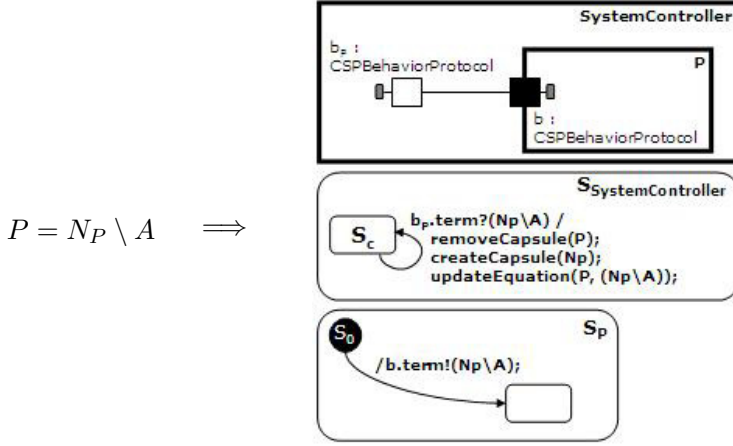 SystemController
b_P :
CSPBehaviorProtocol
P
b :
CSPBehaviorProtocol
P = N_P \ A ⟹
S_SystemController
b_P.term?(Np\A) /
S_c
removeCapsule(P);
createCapsule(Np);
updateEquation(P, (Np\A));
S_0
S_P
/b.term!(Np\A);